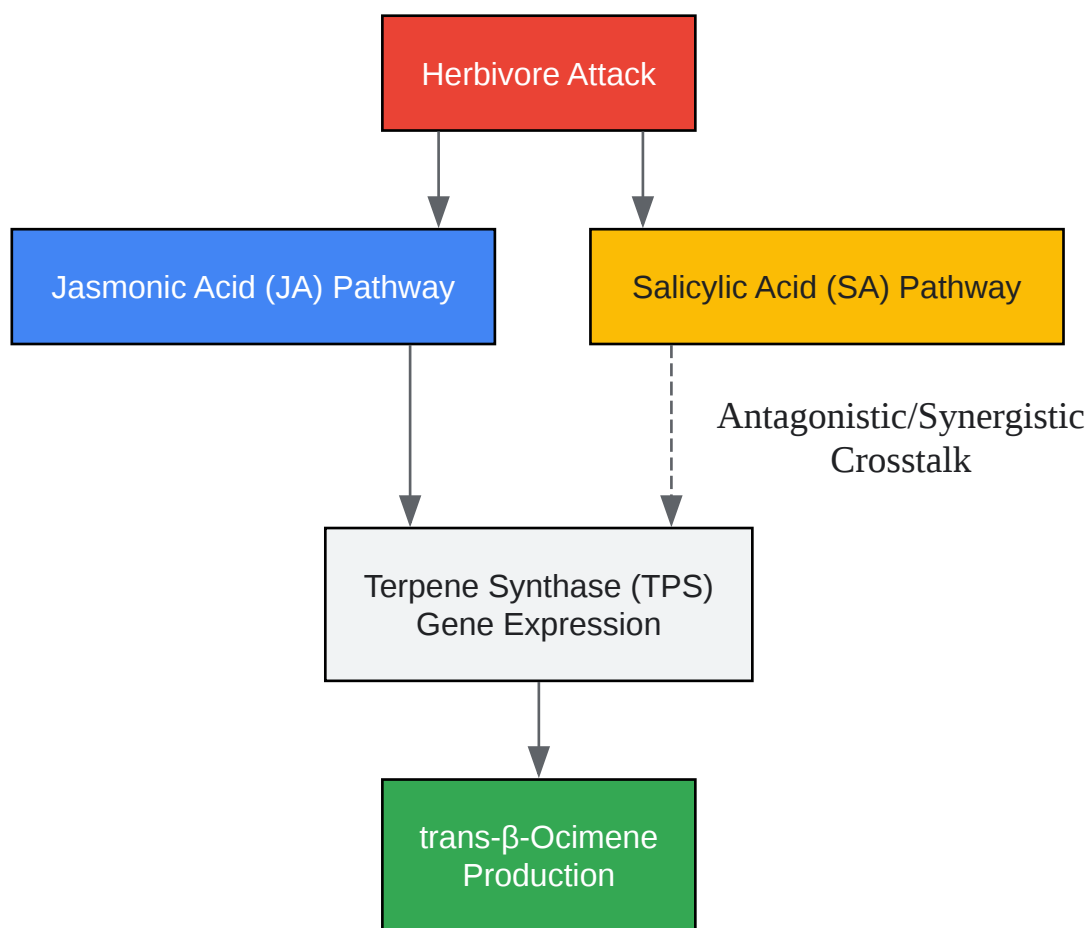 Herbivore Attack
Jasmonic Acid (JA) Pathway
Salicylic Acid (SA) Pathway
Antagonistic/Synergistic
Crosstalk
Terpene Synthase (TPS)
Gene Expression
trans-β-Ocimene
Production